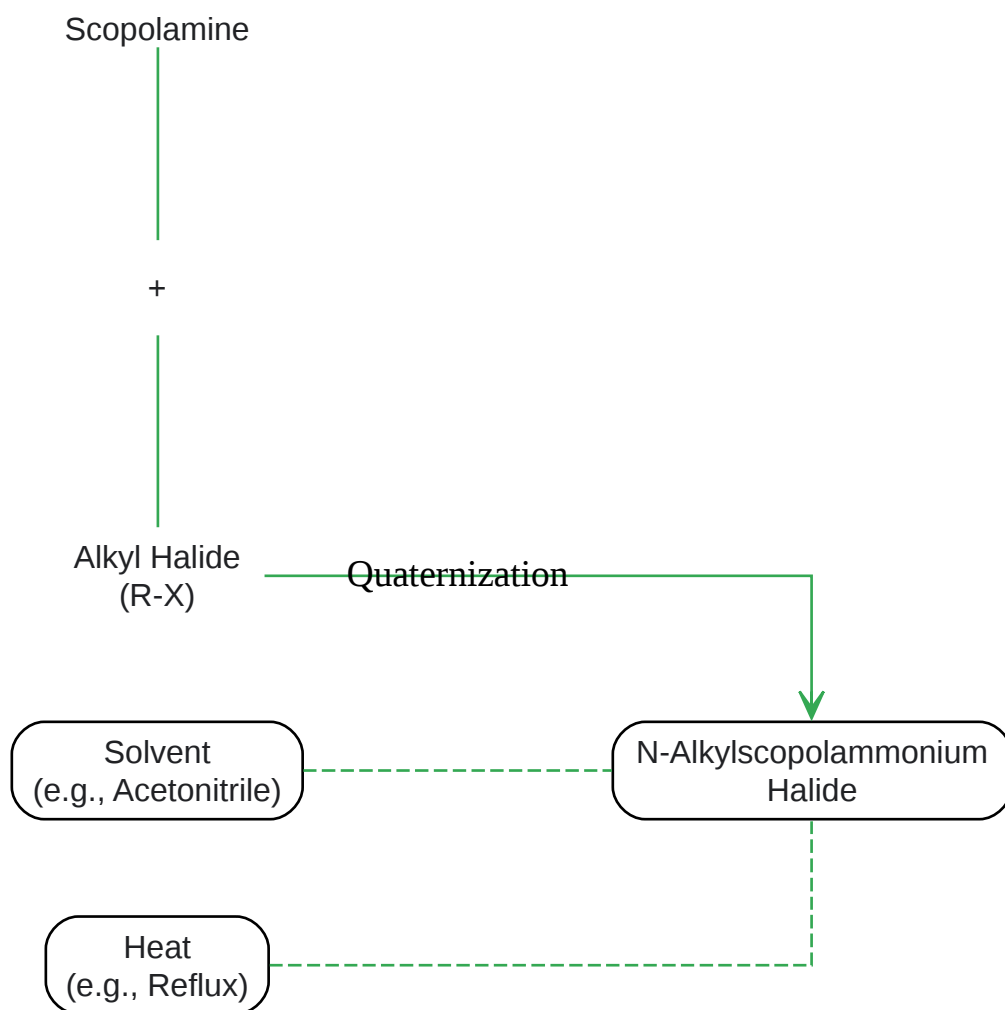 Scopolamine
+
Alkyl Halide
(R-X)
Quaternization
Solvent
(e.g., Acetonitrile)
N-Alkylscopolammonium
Halide
Heat
(e.g., Reflux)